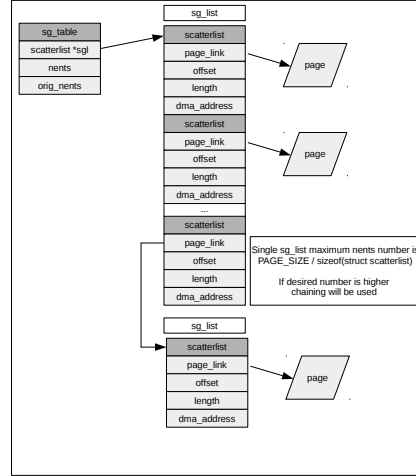 sg_table
scatterlist *sgl
nents
orig_nents
sg_list
scatterlist
page_link
offset
length
dma_address
scatterlist
page_link
offset
length
dma_address
...
scatterlist
page_link
offset
length
dma_address
page
page
Single sg_list maximum nents number is
PAGE_SIZE / sizeof(struct scatterlist)
If desired number is higher
chaining will be used
sg_list
scatterlist
page_link
offset
length
dma_address
page